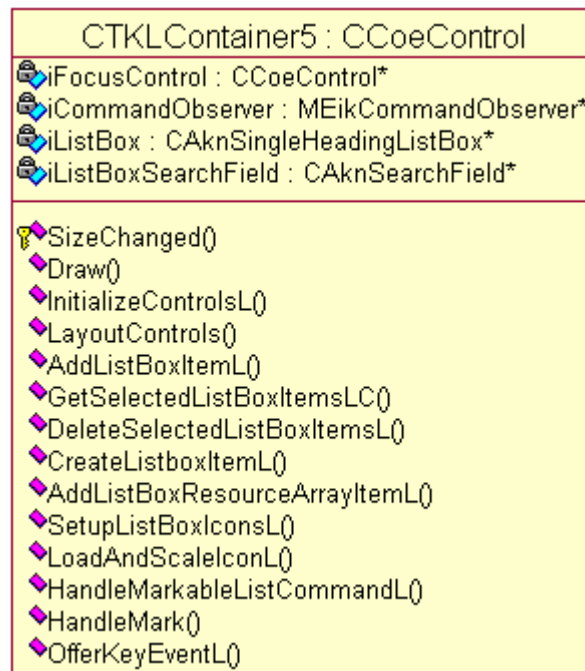 CTKLContainer5 : CCoeControl
iFocusControl : CCoeControl*
iCommandObserver : MEikCommandObserver*
iListBox : CAknSingleHeadingListBox*
iListBoxSearchField : CAknSearchField*
SizeChanged()
Draw()
InitializeControlsL()
LayoutControls()
AddListBoxItemL()
GetSelectedListBoxItemsLC()
DeleteSelectedListBoxItemsL()
CreateListboxItemL()
AddListBoxResourceArrayItemL()
SetupListBoxIconsL()
LoadAndScaleIconL()
HandleMarkableListCommandL()
HandleMark()
OfferKeyEventL()